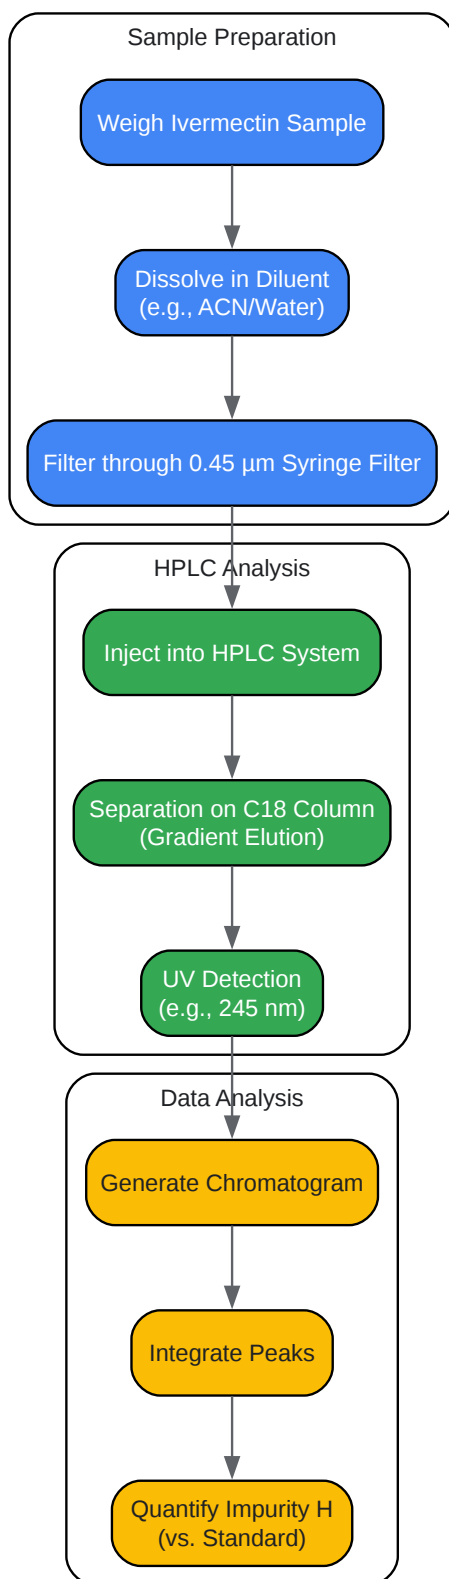 Sample Preparation
Weigh Ivermectin Sample
Dissolve in Diluent
(e.g., ACN/Water)
Filter through 0.45 µm Syringe Filter
HPLC Analysis
Inject into HPLC System
Separation on C18 Column
(Gradient Elution)
UV Detection
(e.g., 245 nm)
Data Analysis
Generate Chromatogram
Integrate Peaks
Quantify Impurity H
(vs. Standard)